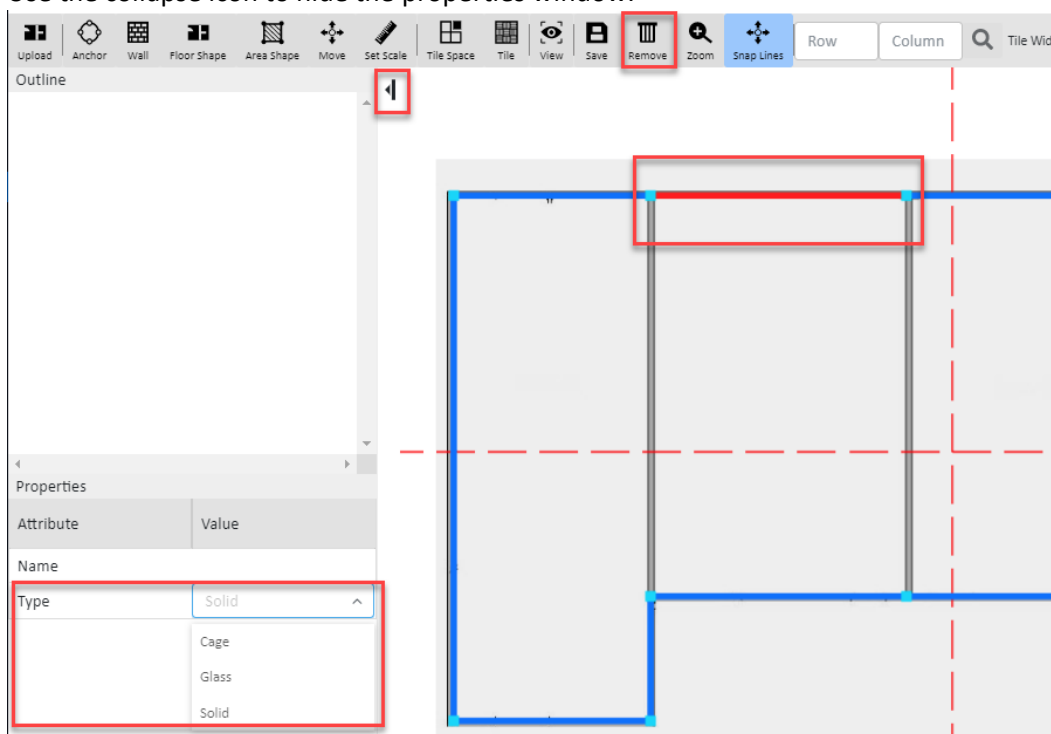 Use the collapse icon to hide the properties window.
Upload Anchor Wall Floor Shape Area Shape Move Set Scale Tile Space Tile View Save Remove Zoom Snap Lines Row Column Tile Wid
Outline
Properties
Attribute Value
Name
Type Solid
Cage
Glass
Solid